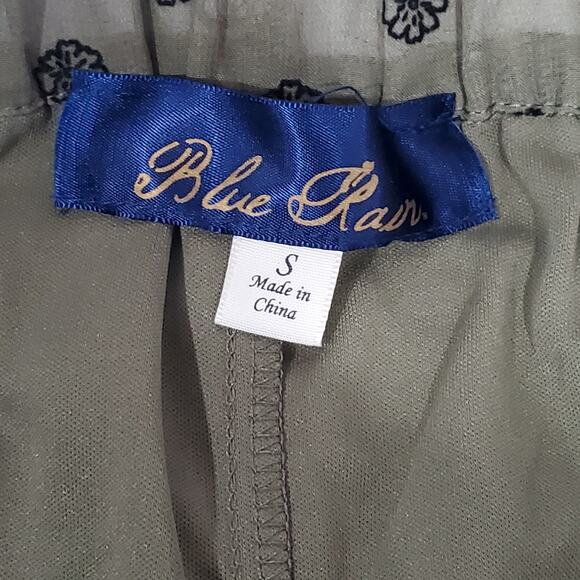 Blue Rain.
S
Made in
China